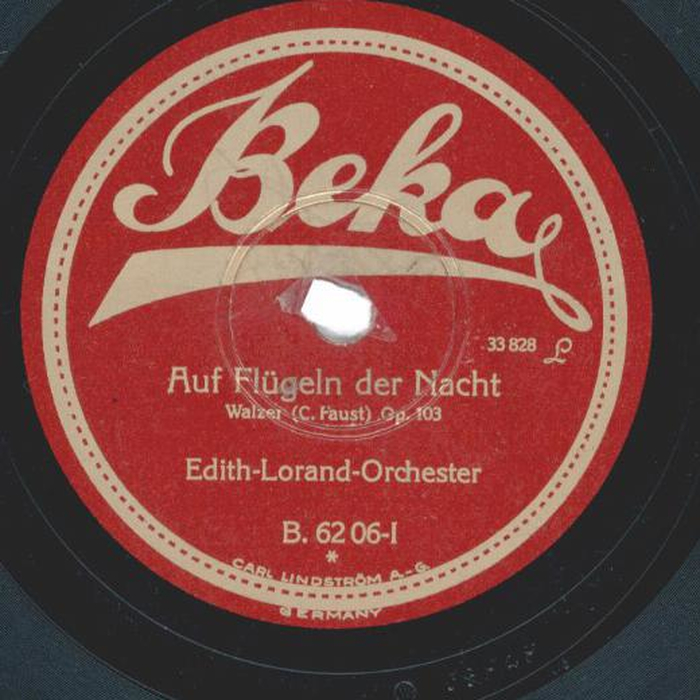 Beka
33 828 L
Auf Flügeln der Nacht
Walzer (C. Faust) Op. 103
Edith-Lorand-Orchester
B. 62 06-I
*
CARL LINDSTRÖM A.-G.
GERMANY